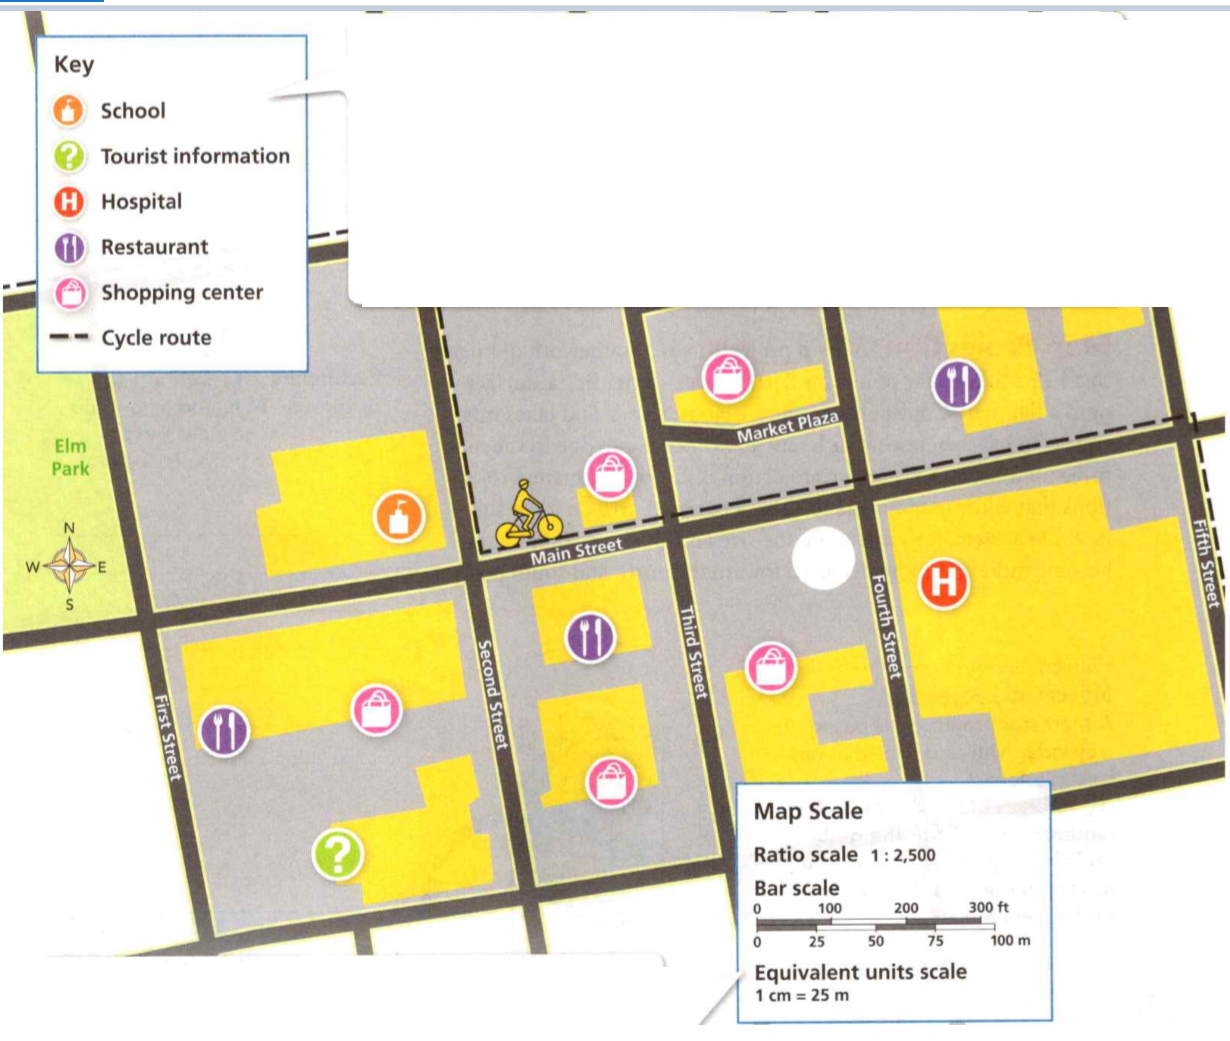 Key
School
Tourist information
H Hospital
Restaurant
Shopping center
Cycle route
Elm
Park
N
W E
S
Market Plaza
Main Street
First Street
Second Street
Third Street
Fourth Street
Fifth Street
H
?
Map Scale
Ratio scale 1 : 2,500
Bar scale
0 100 200 300 ft
0 25 50 75 100 m
Equivalent units scale
1 cm = 25 m